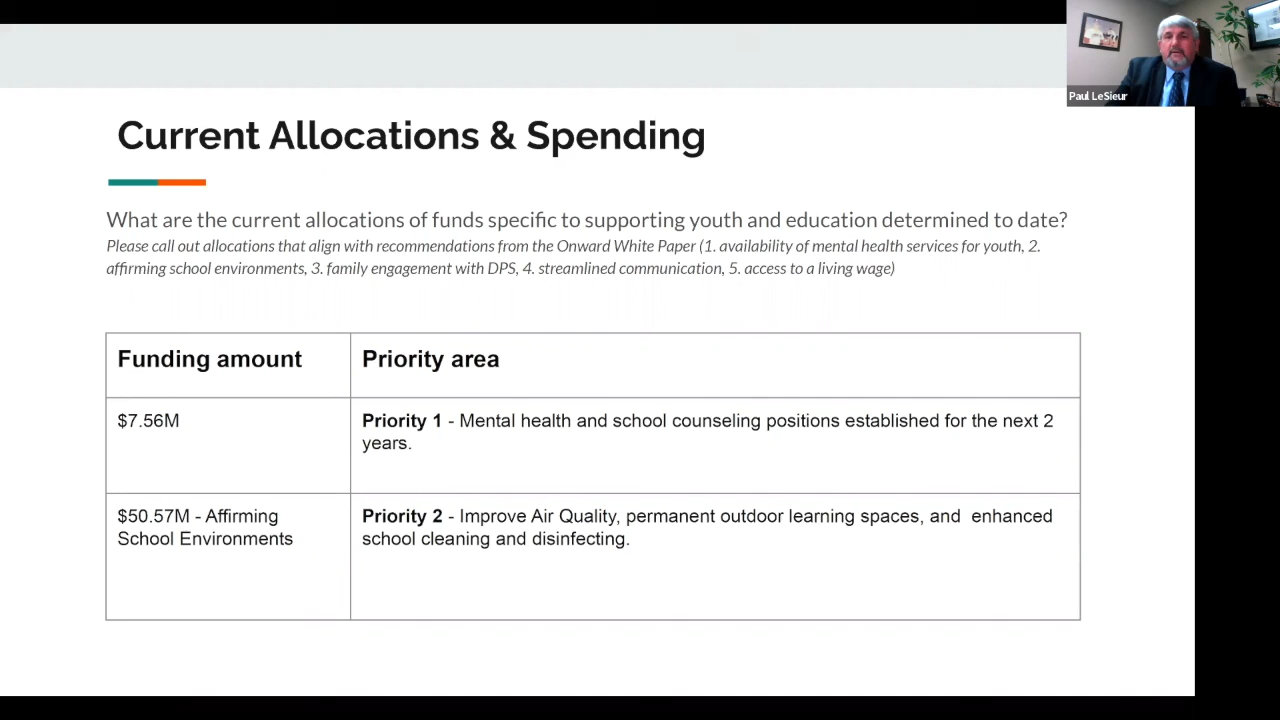 Paul LeSieur
Current Allocations & Spending
What are the current allocations of funds specific to supporting youth and education determined to date?
Please call out allocations that align with recommendations from the Onward White Paper (1. availability of mental health services for youth, 2.
affirming school environments, 3. family engagement with DPS, 4. streamlined communication, 5. access to a living wage)
Funding amount
Priority area
$7.56M
Priority 1 - Mental health and school counseling positions established for the next 2
years.
$50.57M - Affirming
School Environments
Priority 2 - Improve Air Quality, permanent outdoor learning spaces, and  enhanced
school cleaning and disinfecting.